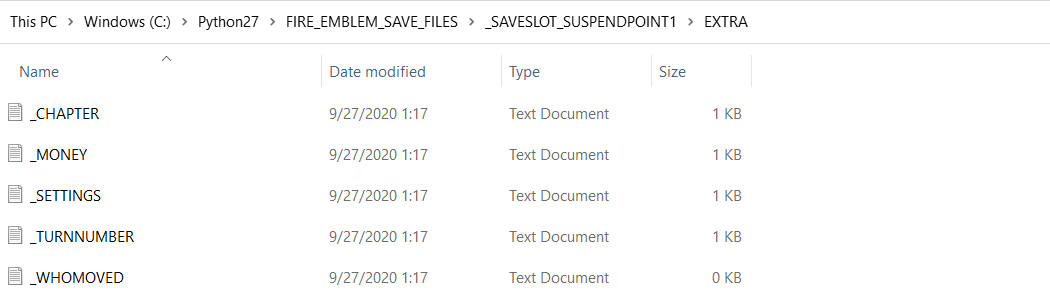 This PC > Windows (C:) > Python27 > FIRE_EMBLEM_SAVE_FILES > _SAVESLOT_SUSPENDPOINT1 > EXTRA
Name Date modified Type Size
_CHAPTER 9/27/2020 1:17 Text Document 1 KB
_MONEY 9/27/2020 1:17 Text Document 1 KB
_SETTINGS 9/27/2020 1:17 Text Document 1 KB
_TURNNUMBER 9/27/2020 1:17 Text Document 1 KB
_WHOMOVED 9/27/2020 1:17 Text Document 0 KB